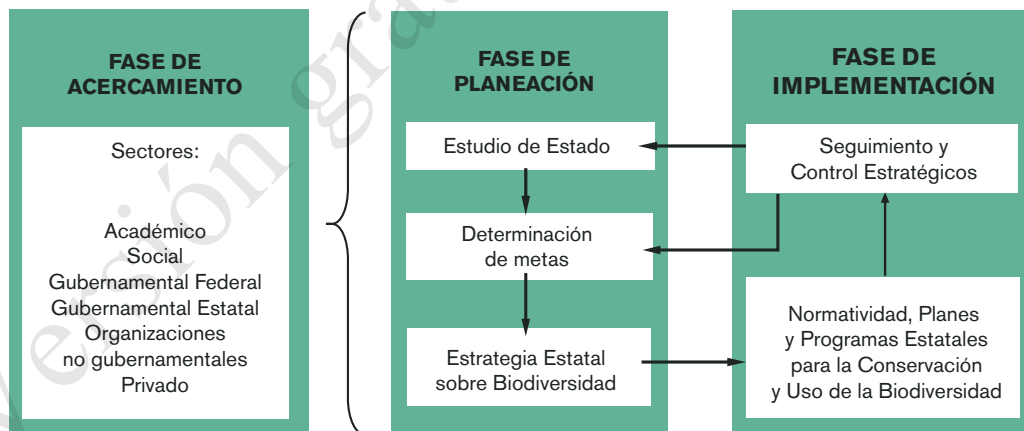 FASE DE
ACERCAMIENTO
Sectores:
Académico
Social
Gubernamental Federal
Gubernamental Estatal
Organizaciones
no gubernamentales
Privado
FASE DE
PLANEACIÓN
Estudio de Estado
Determinación
de metas
Estrategia Estatal
sobre Biodiversidad
FASE DE
IMPLEMENTACIÓN
Seguimiento y
Control Estratégicos
Normatividad, Planes
y Programas Estatales
para la Conservación
y Uso de la Biodiversidad
Versión gra